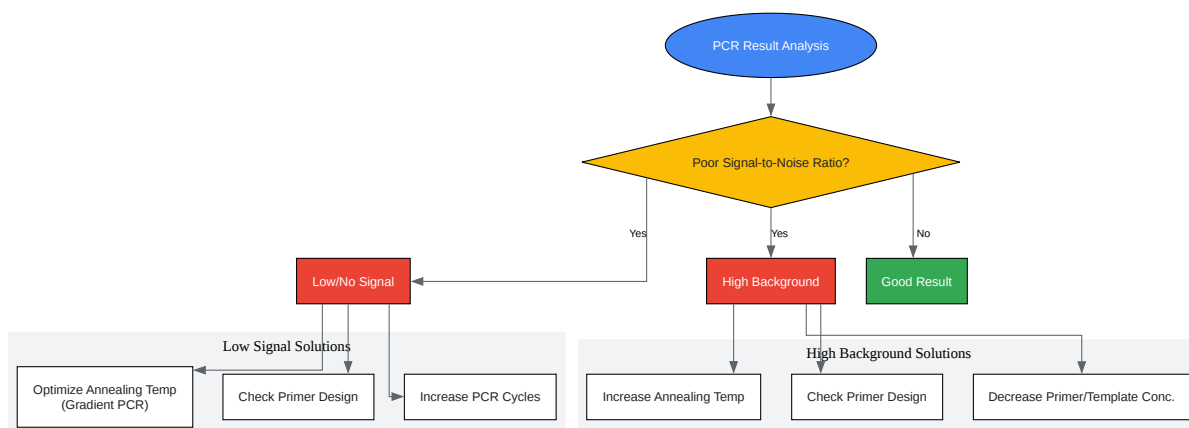 PCR Result Analysis
Poor Signal-to-Noise Ratio?
Yes
Yes
No
Low/No Signal
High Background
Good Result
Low Signal Solutions
High Background Solutions
Optimize Annealing Temp
(Gradient PCR)
Check Primer Design
Increase PCR Cycles
Increase Annealing Temp
Check Primer Design
Decrease Primer/Template Conc.